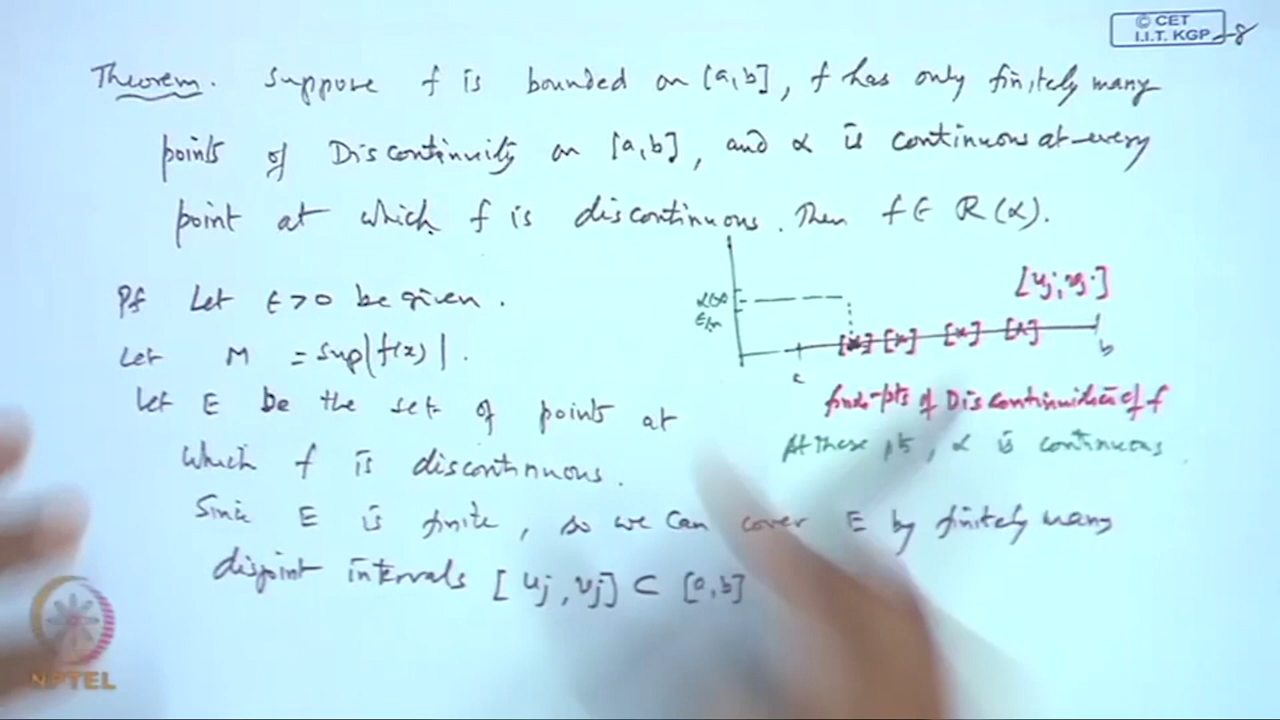 © CET
I.I.T. KGP
Theorem. Suppose f is bounded on [a,b], f has only finitely many
points of Discontinuity on [a,b], and α is continuous at every
point at which f is discontinuous. Then f ∈ R(α).
Pf Let ε>0 be given.
Let M = Sup|f(x)|.
Let E be the set of points at
which f is discontinuous.
Since E is finite, so we can cover E by finitely many
disjoint intervals [uj, vj] ⊂ [a,b]
[uj, vj]
b
pts of Discontinuities of f
At these pts, α is continuous
NPTEL